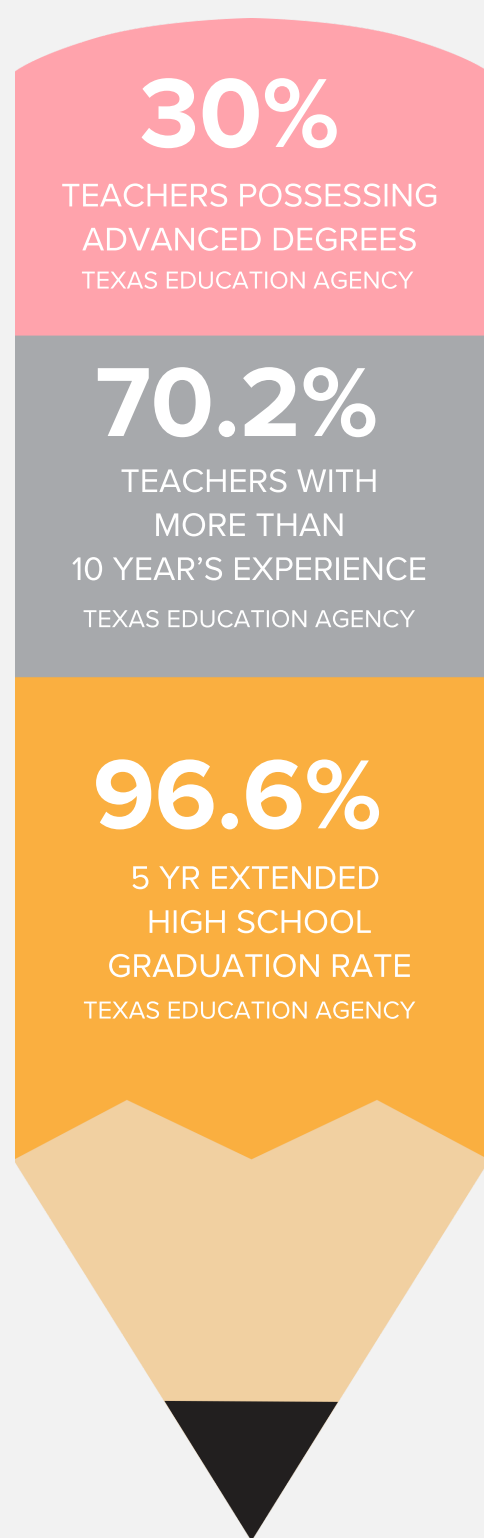 30%
TEACHERS POSSESSING
ADVANCED DEGREES
TEXAS EDUCATION AGENCY
70.2%
TEACHERS WITH
MORE THAN
10 YEAR'S EXPERIENCE
TEXAS EDUCATION AGENCY
96.6%
5 YR EXTENDED
HIGH SCHOOL
GRADUATION RATE
TEXAS EDUCATION AGENCY